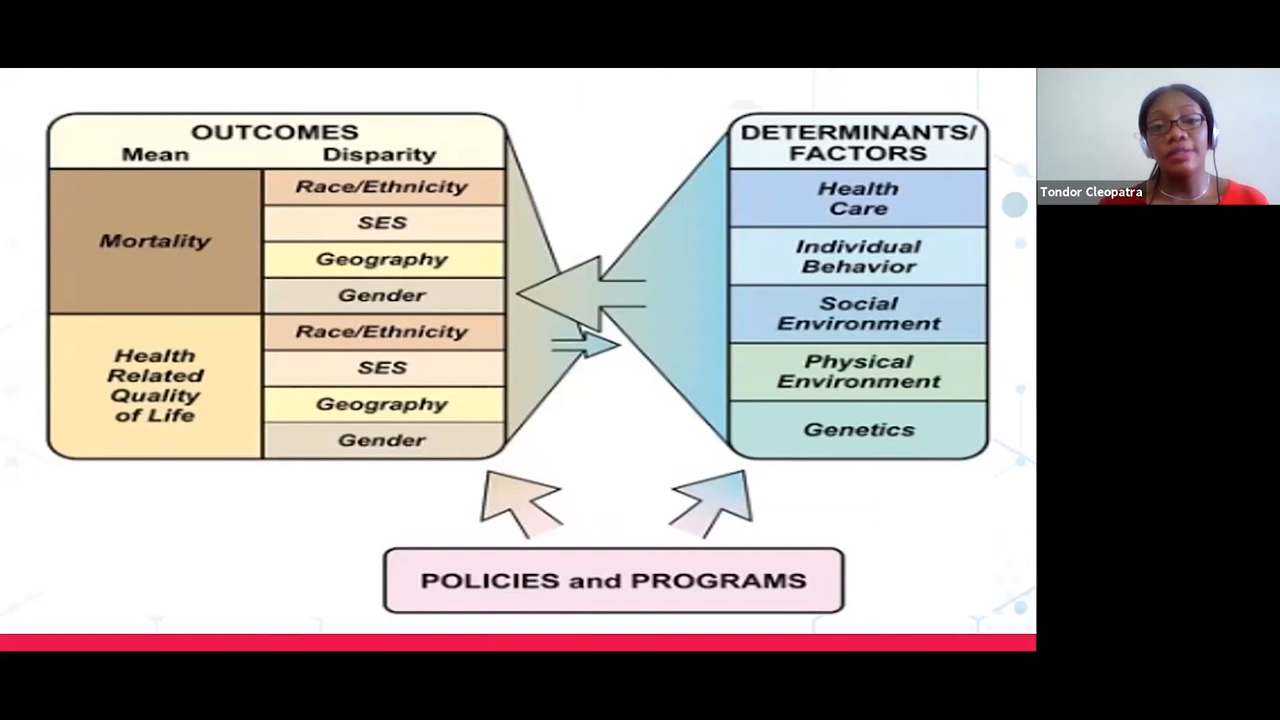 OUTCOMES
Mean Disparity
Mortality
Race/Ethnicity
SES
Geography
Gender
Health
Related
Quality
of Life
Race/Ethnicity
SES
Geography
Gender
DETERMINANTS/
FACTORS
Health
Care
Individual
Behavior
Social
Environment
Physical
Environment
Genetics
POLICIES and PROGRAMS
Tondor Cleopatra